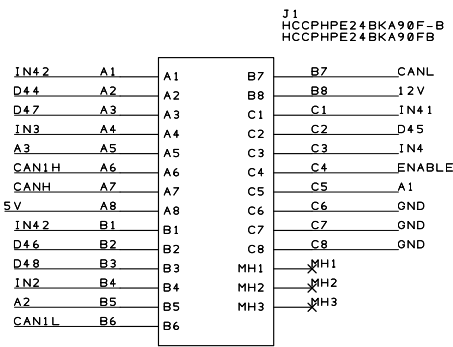 J1
HCCPHPE24BKA90F-B
HCCPHPE24BKA90FB
IN42 A1 A1 B7 B7 CANL
D44 A2 A2 B8 B8 12V
D47 A3 A3 C1 C1 IN41
IN3 A4 A4 C2 C2 D45
A3 A5 A5 C3 C3 IN4
CAN1H A6 A6 C4 C4 ENABLE
CANH A7 A7 C5 C5 A1
5V A8 A8 C6 C6 GND
IN42 B1 B1 C7 C7 GND
D46 B2 B2 C8 C8 GND
D48 B3 B3 MH1 MH1
IN2 B4 B4 MH2 MH2
A2 B5 B5 MH3 MH3
CAN1L B6 B6